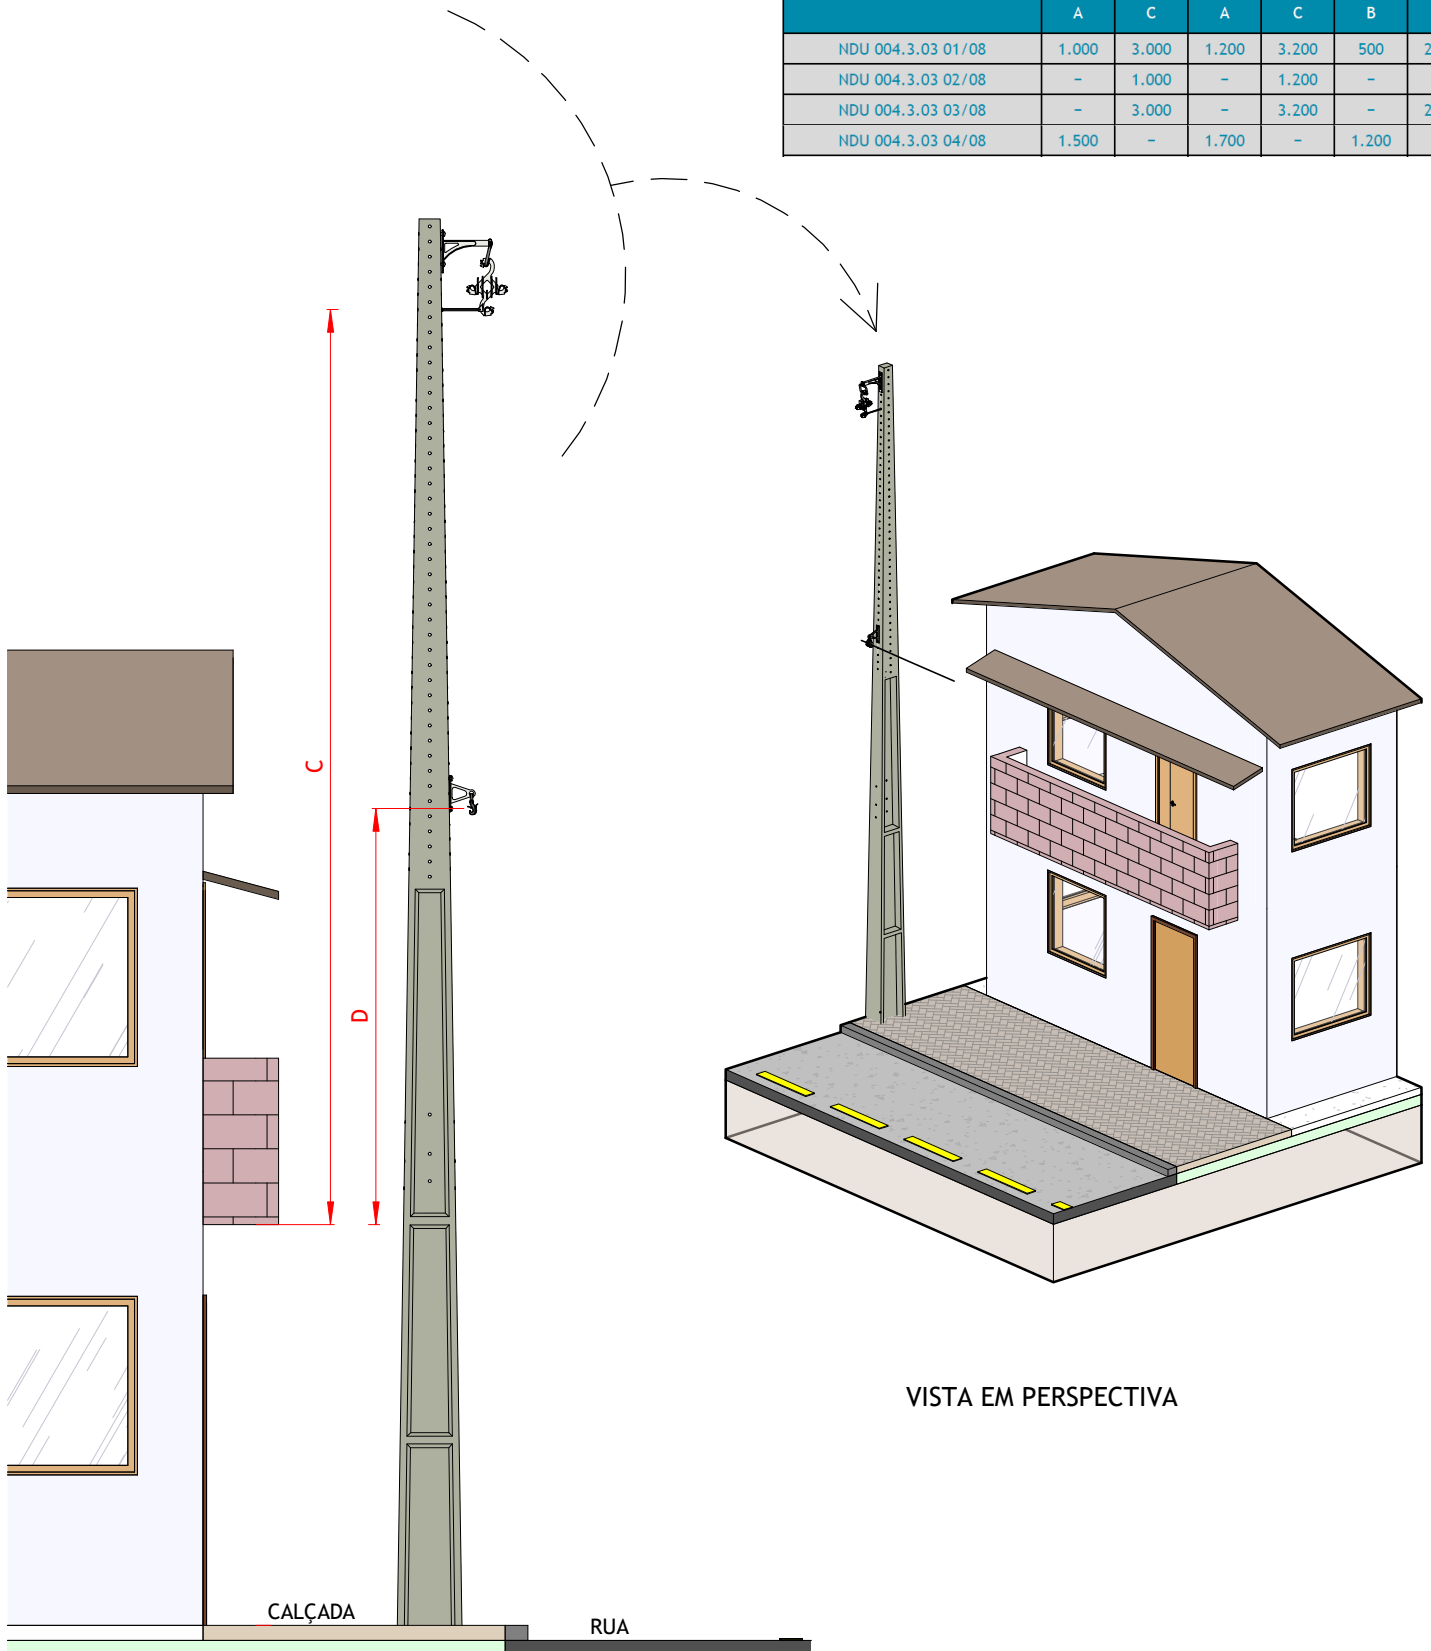 A C A C B
NDU 004.3.03 01/08 1.000 3.000 1.200 3.200 500 2
NDU 004.3.03 02/08 - 1.000 - 1.200 -
NDU 004.3.03 03/08 - 3.000 - 3.200 - 2
NDU 004.3.03 04/08 1.500 - 1.700 - 1.200
C
D
VISTA EM PERSPECTIVA
CALÇADA
RUA